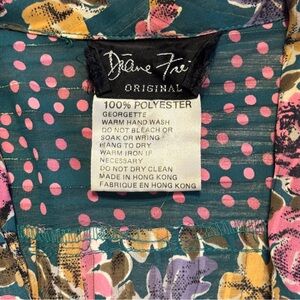 Diane Fre
ORIGINAL
100% POLYESTER
GEORGETTE
WARM HAND WASH
DO NOT BLEACH OR
SOAK OR WRING
HANG TO DRY
WARM IRON IF
NECESSARY
DO NOT DRY CLEAN
MADE IN HONG KONG
FABRIQUE EN HONG KONG